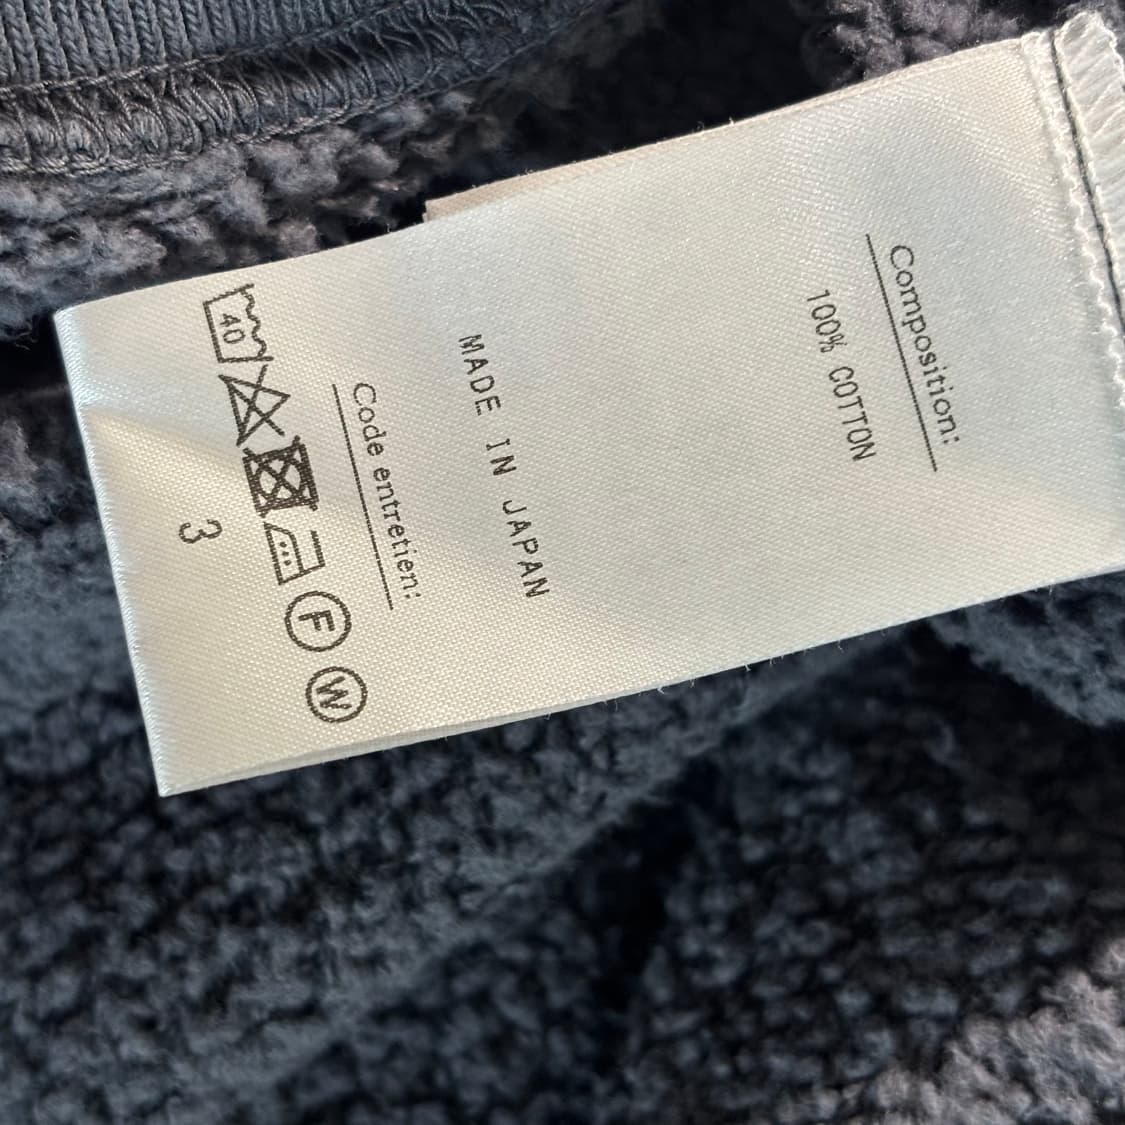 Composition:
100% COTTON
MADE IN JAPAN
Code entretien:
40 F W
3